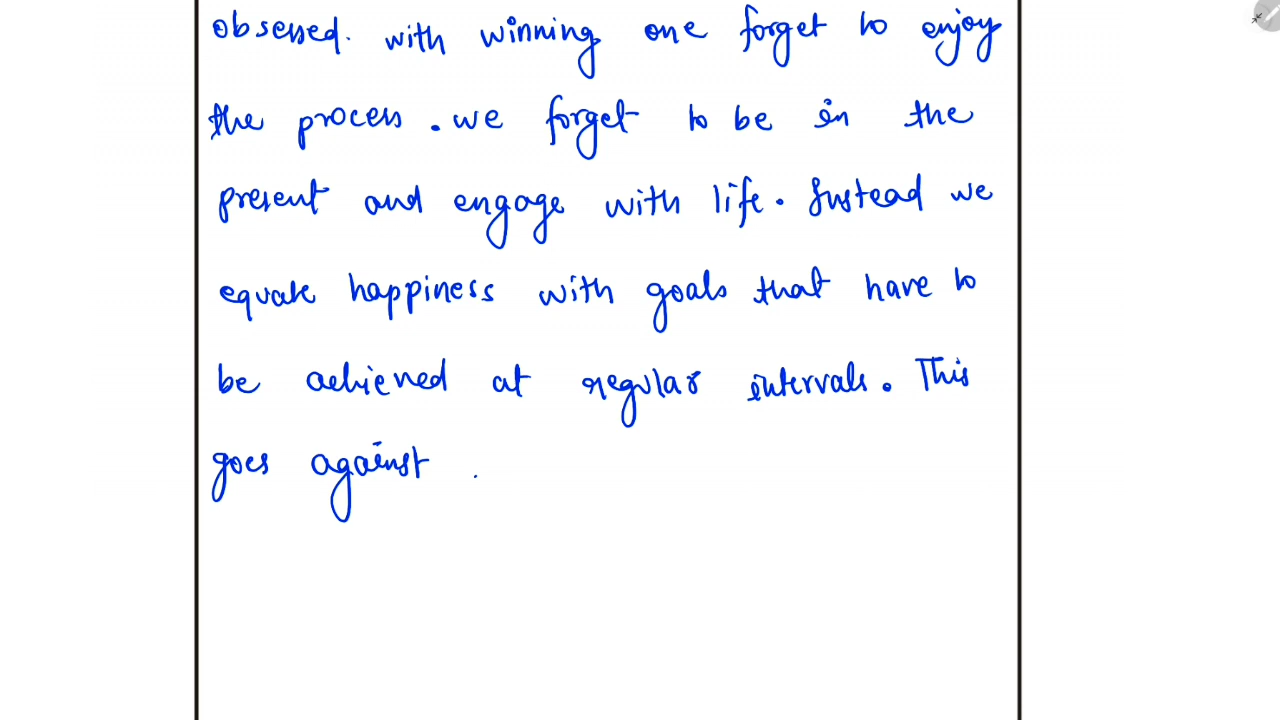 obsessed. with winning one forget to enjoy
the process. we forget to be in the
present and engage with life. Instead we
equate happiness with goals that have to
be achieved at regular intervals. This
goes against